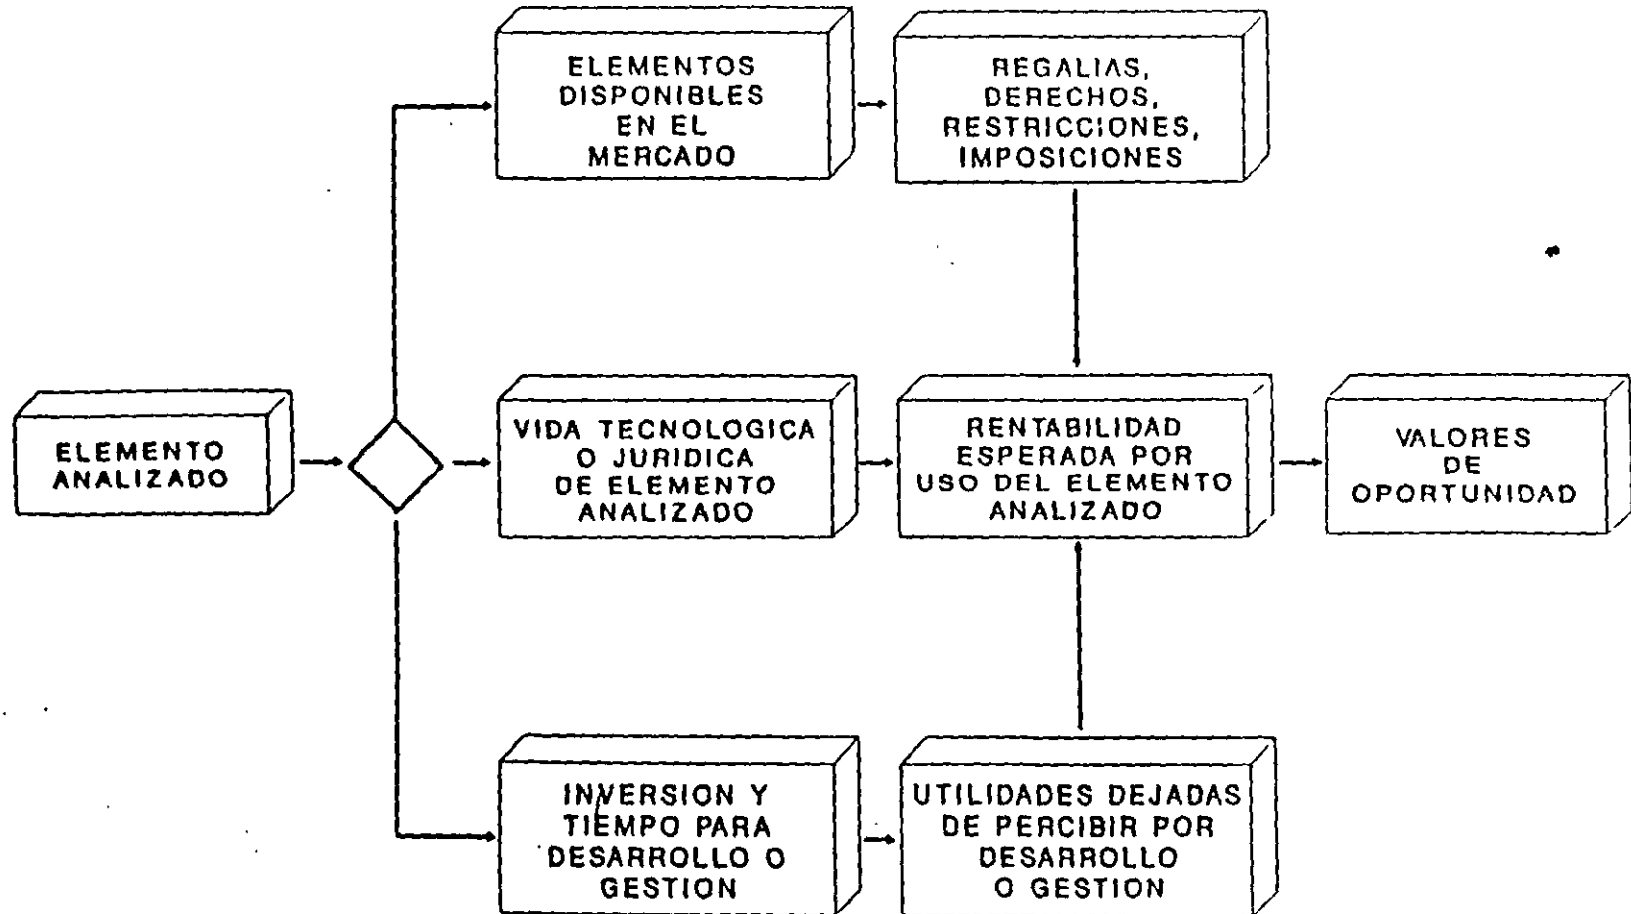 ELEMENTOS
DISPONIBLES
EN EL
MERCADO
REGALIAS,
DERECHOS,
RESTRICCIONES,
IMPOSICIONES
ELEMENTO
ANALIZADO
VIDA TECNOLOGICA
O JURIDICA
DE ELEMENTO
ANALIZADO
RENTABILIDAD
ESPERADA POR
USO DEL ELEMENTO
ANALIZADO
VALORES
DE
OPORTUNIDAD
INVERSION Y
TIEMPO PARA
DESARROLLO O
GESTION
UTILIDADES DEJADAS
DE PERCIBIR POR
DESARROLLO
O GESTION